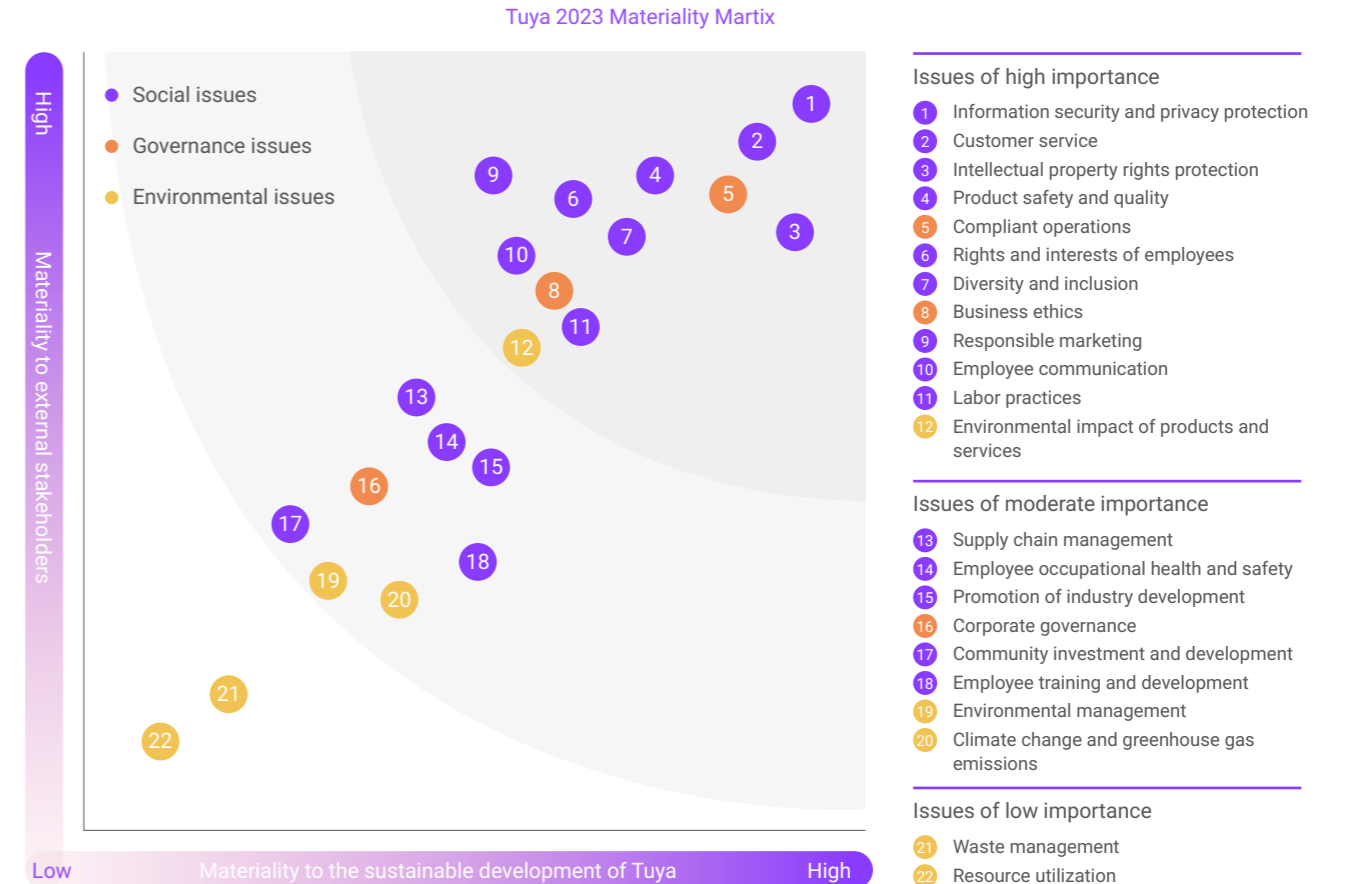 Tuya 2023 Materiality Martix
High
Materiality to external stakeholders
Social issues
Governance issues
Environmental issues
1
2
9
4
5
6
3
7
10
8
11
12
13
14
15
16
17
18
19
20
21
22
Low
Materiality to the sustainable development of Tuya
High
Issues of high importance
1 Information security and privacy protection
2 Customer service
3 Intellectual property rights protection
4 Product safety and quality
5 Compliant operations
6 Rights and interests of employees
7 Diversity and inclusion
8 Business ethics
9 Responsible marketing
10 Employee communication
11 Labor practices
12 Environmental impact of products and
services
Issues of moderate importance
13 Supply chain management
14 Employee occupational health and safety
15 Promotion of industry development
16 Corporate governance
17 Community investment and development
18 Employee training and development
19 Environmental management
20 Climate change and greenhouse gas
emissions
Issues of low importance
21 Waste management
22 Resource utilization